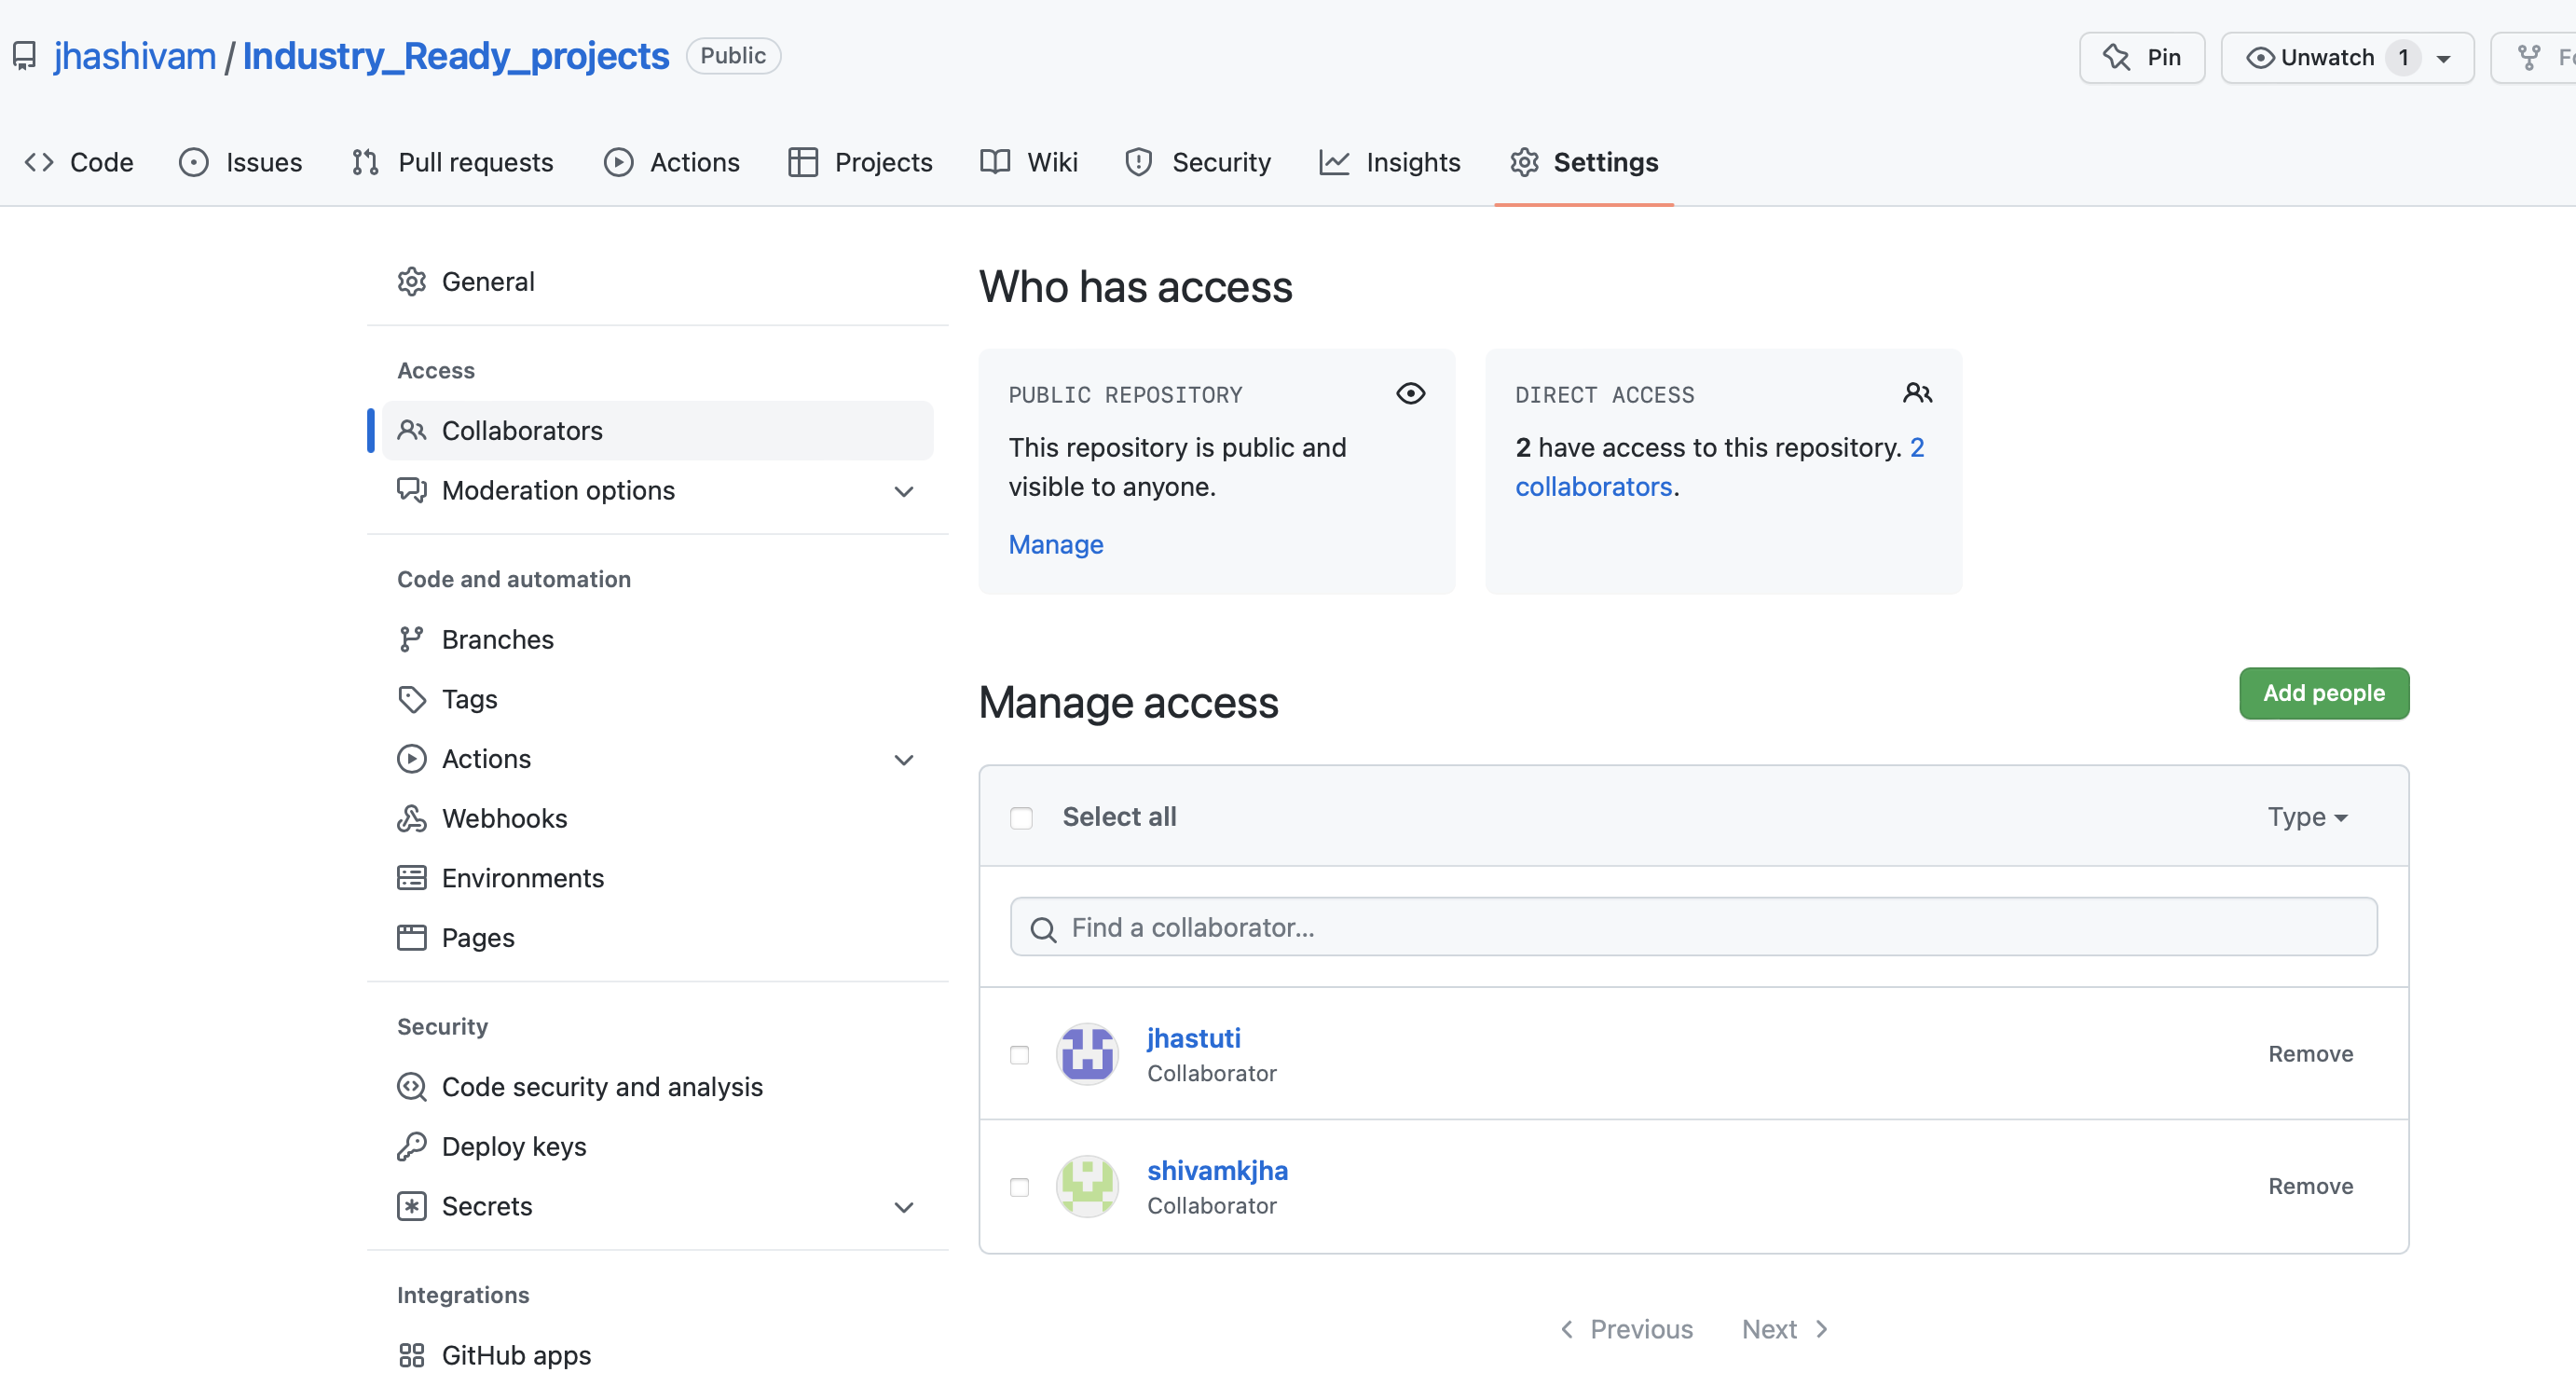 jhashivam / Industry_Ready_projects Public
Pin Unwatch 1
Code Issues Pull requests Actions Projects Wiki Security Insights Settings
General
Access
Collaborators
Moderation options
Code and automation
Branches
Tags
Actions
Webhooks
Environments
Pages
Security
Code security and analysis
Deploy keys
Secrets
Integrations
GitHub apps
Who has access
PUBLIC REPOSITORY
This repository is public and
visible to anyone.
Manage
DIRECT ACCESS
2 have access to this repository. 2
collaborators.
Manage access
Add people
Select all Type
Find a collaborator...
jhastuti
Collaborator
Remove
shivamkjha
Collaborator
Remove
Previous Next